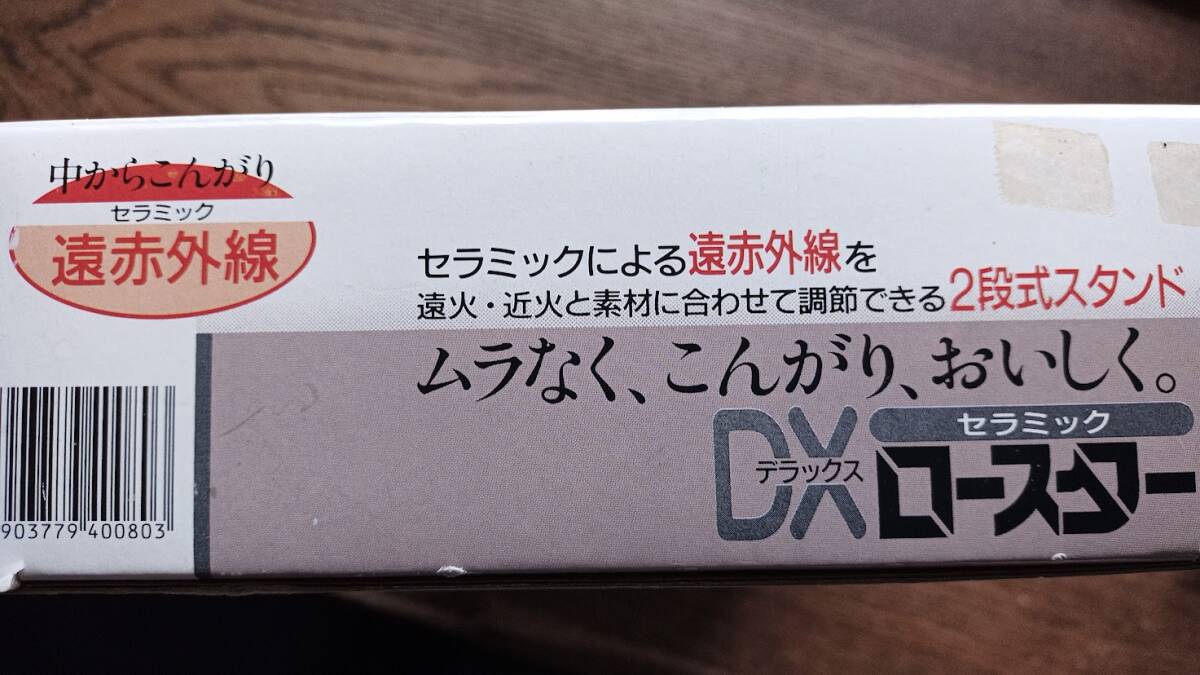 中からこんがり
セラミック
遠赤外線
セラミックによる遠赤外線を
遠火・近火と素材に合わせて調節できる2段式スタンド
ムラなく、こんがり、おいしく。
セラミック
DX
デラックス
ロースター
903779 400803